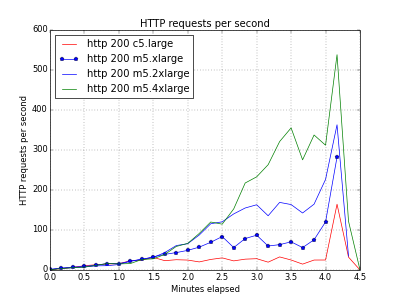 HTTP requests per second
600
500
400
300
200
100
0
HTTP requests per second
http 200 c5.large
http 200 m5.xlarge
http 200 m5.2xlarge
http 200 m5.4xlarge
0.0 0.5 1.0 1.5 2.0 2.5 3.0 3.5 4.0 4.5
Minutes elapsed